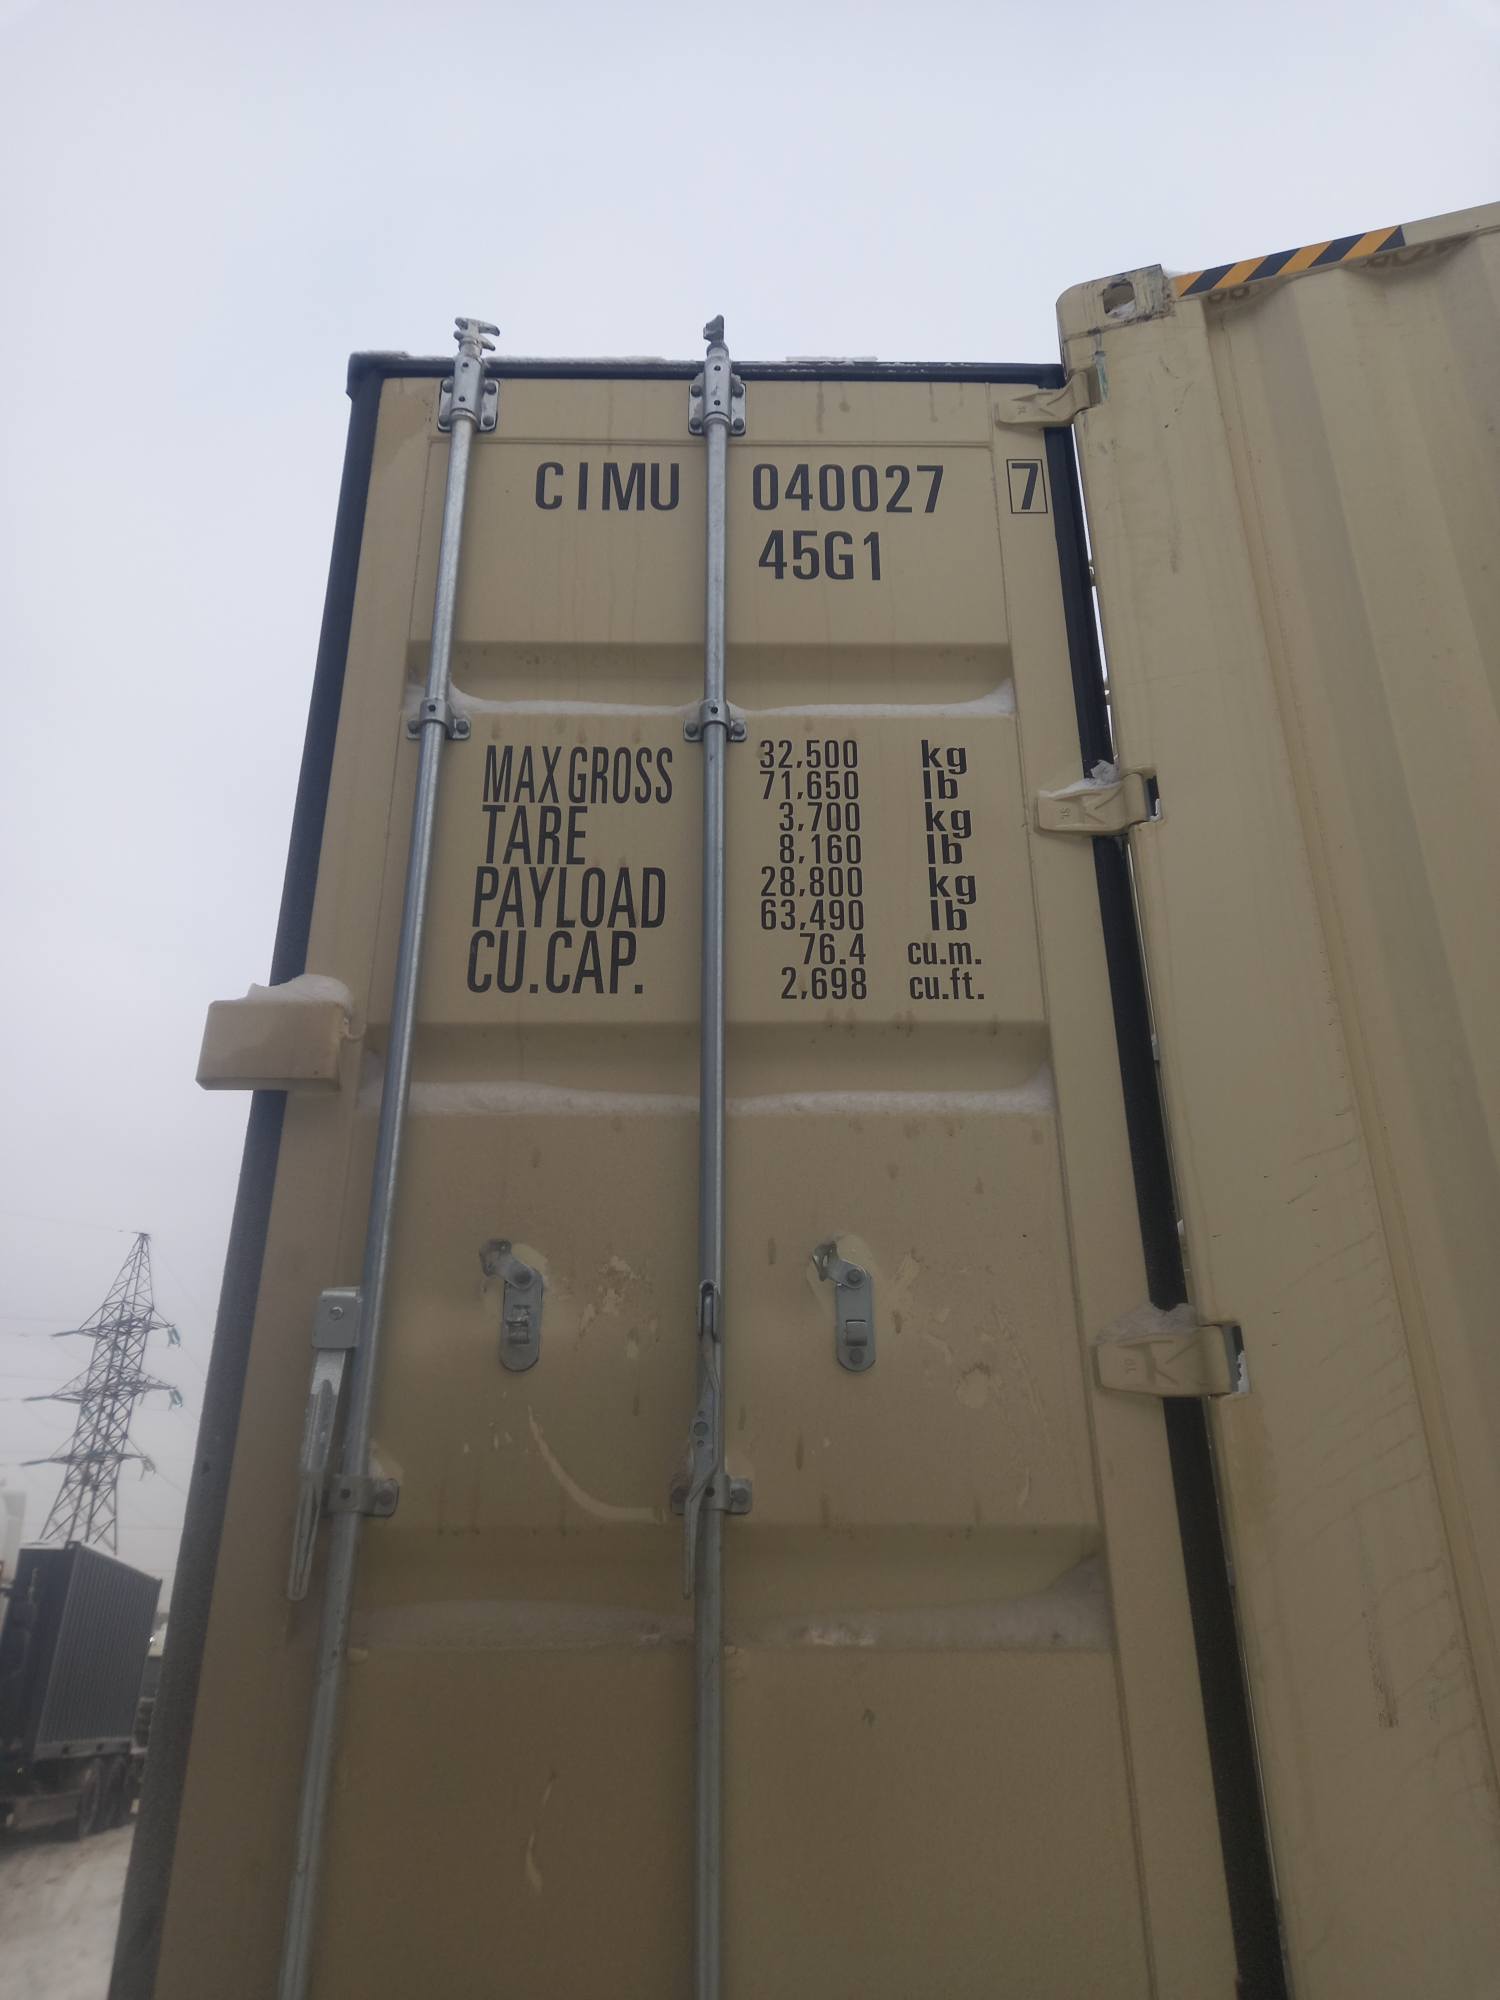 CIMU 040027 7
45G1
MAX GROSS 32,500 kg
71,650 lb
TARE 3,700 kg
8,160 lb
PAYLOAD 28,800 kg
63,490 lb
CU.CAP. 76.4 cu.m.
2,698 cu.ft.